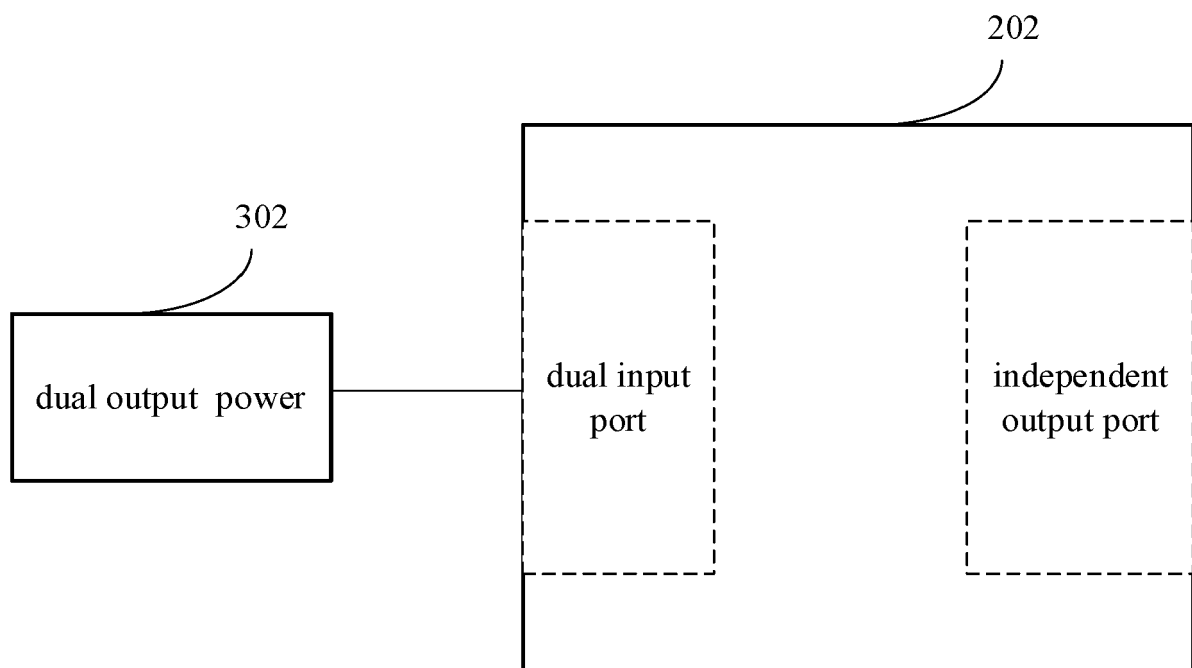 202
302
dual output power
dual input
port
independent
output port